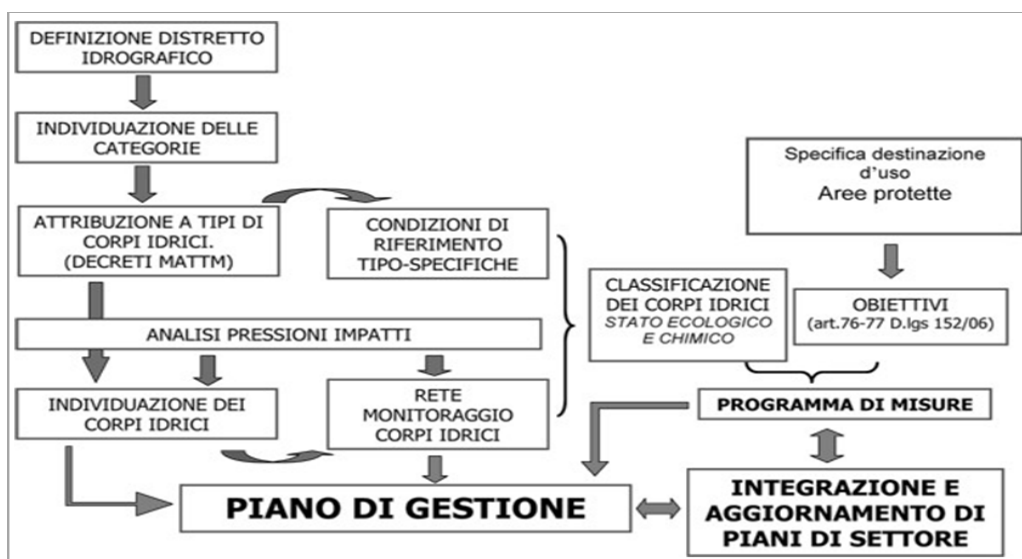 DEFINIZIONE DISTRETTO
IDROGRAFICO
INDIVIDUAZIONE DELLE
CATEGORIE
ATTRIBUZIONE A TIPI DI
CORPI IDRICI.
(DECRETI MATTM)
CONDIZIONI DI
RIFERIMENTO
TIPO-SPECIFICHE
Specifica destinazione
d'uso
Aree protette
CLASSIFICAZIONE
DEI CORPI IDRICI
STATO ECOLOGICO
E CHIMICO
OBIETTIVI
(art.76-77 D.lgs 152/06)
ANALISI PRESSIONI IMPATTI
INDIVIDUAZIONE DEI
CORPI IDRICI
RETE
MONITORAGGIO
CORPI IDRICI
PROGRAMMA DI MISURE
PIANO DI GESTIONE
INTEGRAZIONE E
AGGIORNAMENTO DI
PIANI DI SETTORE